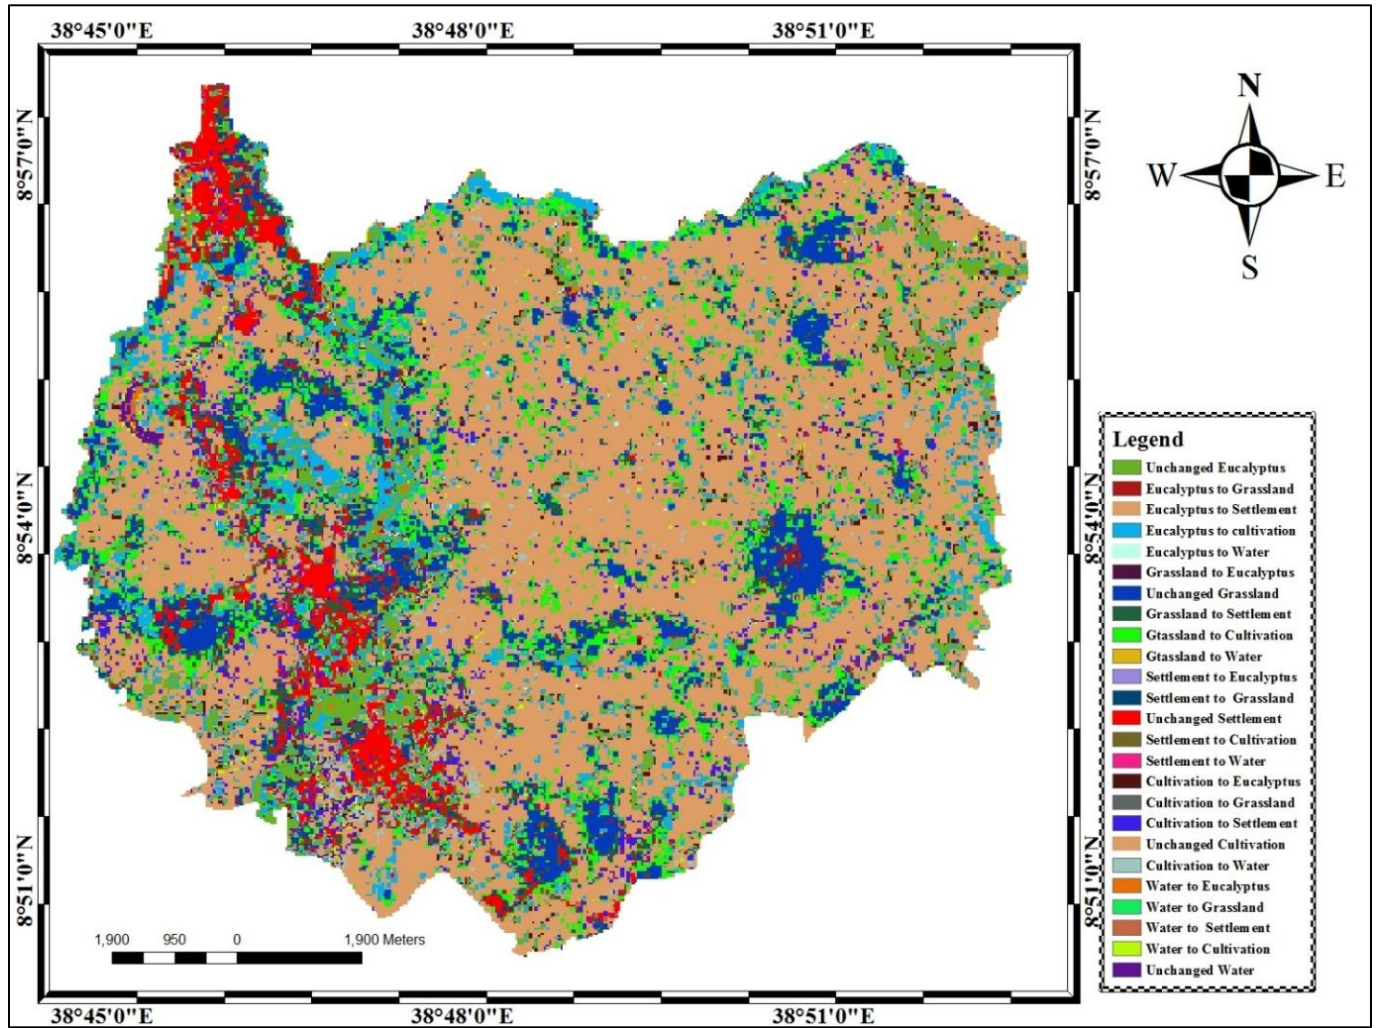 38°45'0"E 38°48'0"E 38°51'0"E
N
W E
S
8°57'0"N 8°57'0"N
8°54'0"N 8°54'0"N
8°51'0"N 8°51'0"N
Legend
Unchanged Eucalyptus
Eucalyptus to Grassland
Eucalyptus to Settlement
Eucalyptus to cultivation
Eucalyptus to Water
Grassland to Eucalyptus
Unchanged Grassland
Grassland to Settlement
Gtassland to Cultivation
Gtassland to Water
Settlement to Eucalyptus
Settlement to Grassland
Unchanged Settlement
Settlement to Cultivation
Settlement to Water
Cultivation to Eucalyptus
Cultivation to Grassland
Cultivation to Settlement
Unchanged Cultivation
Cultivation to Water
Water to Eucalyptus
Water to Grassland
Water to Settlement
Water to Cultivation
Unchanged Water
1,900 950 0 1,900 Meters
38°45'0"E 38°48'0"E 38°51'0"E